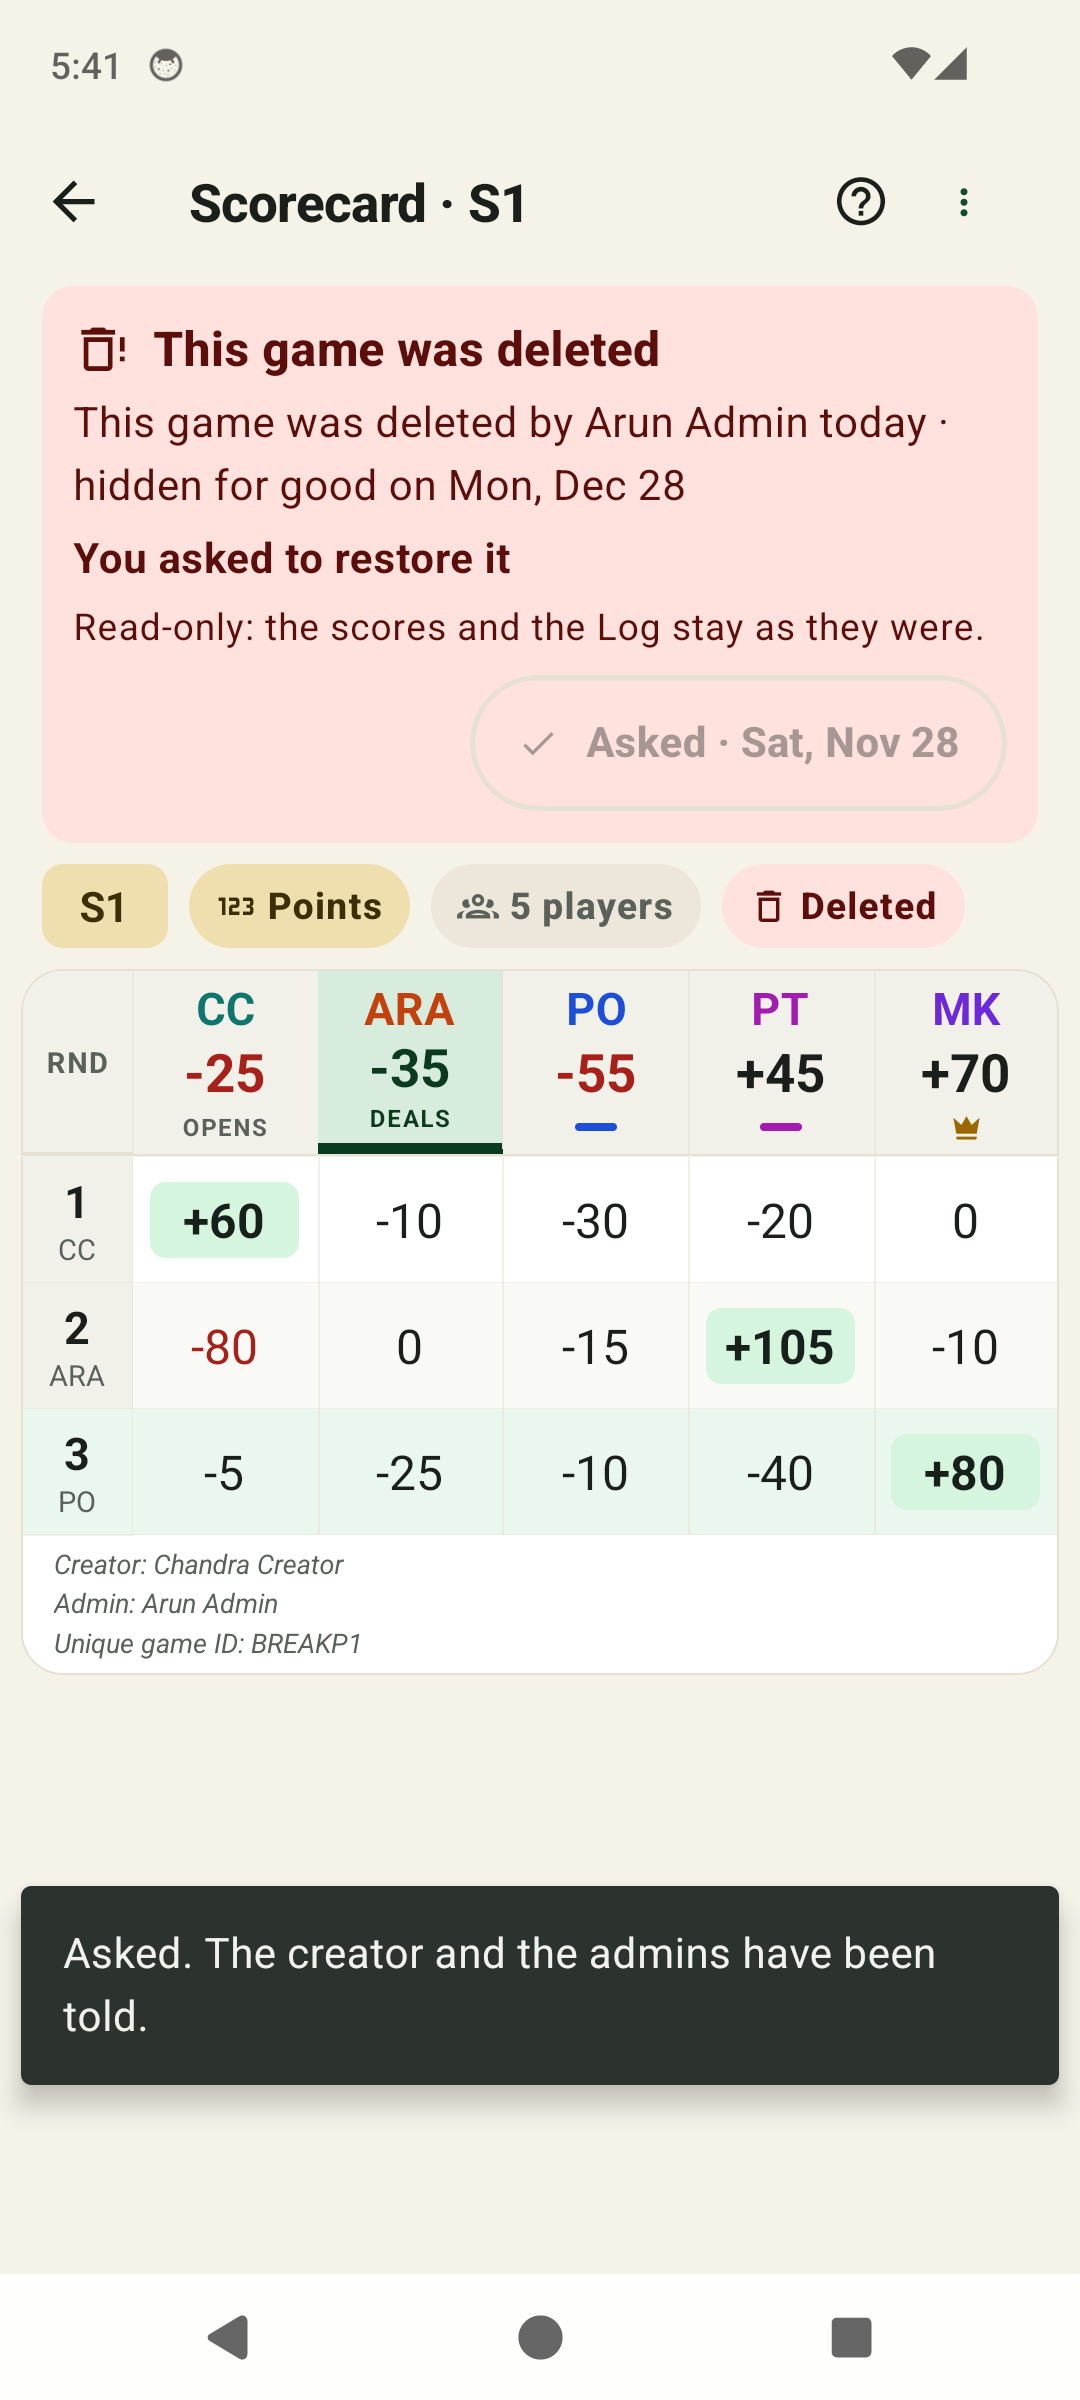 5:41
Scorecard · S1
This game was deleted
This game was deleted by Arun Admin today ·
hidden for good on Mon, Dec 28
You asked to restore it
Read-only: the scores and the Log stay as they were.
Asked · Sat, Nov 28
S1 123 Points 5 players Deleted
RND CC ARA PO PT MK
-25 -35 -55 +45 +70
OPENS DEALS
1 +60 -10 -30 -20 0
CC
2 -80 0 -15 +105 -10
ARA
3 -5 -25 -10 -40 +80
PO
Creator: Chandra Creator
Admin: Arun Admin
Unique game ID: BREAKP1
Asked. The creator and the admins have been
told.